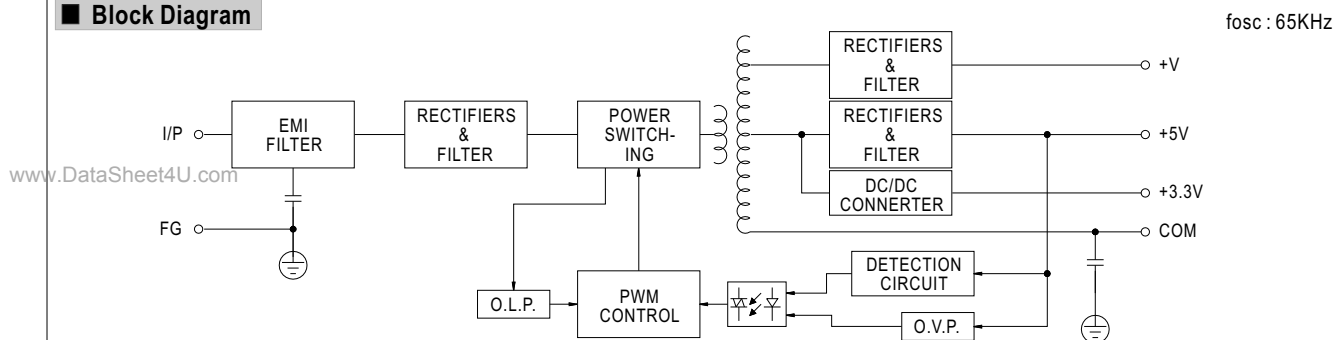 ■ Block Diagram
fosc : 65KHz
RECTIFIERS
&
FILTER
+V
I/P
EMI
FILTER
RECTIFIERS
&
FILTER
POWER
SWITCH-
ING
RECTIFIERS
&
FILTER
+5V
www.DataSheet4U.com
DC/DC
CONNERTER
+3.3V
FG
COM
DETECTION
CIRCUIT
O.L.P.
PWM
CONTROL
O.V.P.